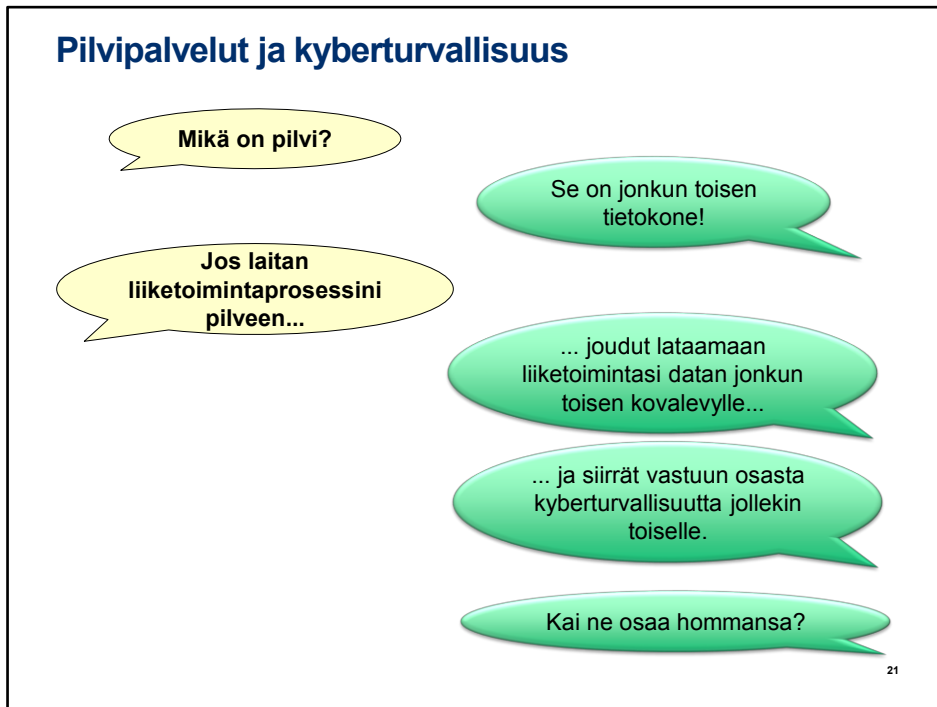 Pilvipalvelut ja kyberturvallisuus
Mikä on pilvi?
Se on jonkun toisen
tietokone!
Jos laitan
liiketoimintaprosessini
pilveen...
... joudut lataamaan
liiketoimintasi datan jonkun
toisen kovalevylle...
... ja siirrät vastuun osasta
kyberturvallisuutta jollekin
toiselle.
Kai ne osaa hommansa?
21